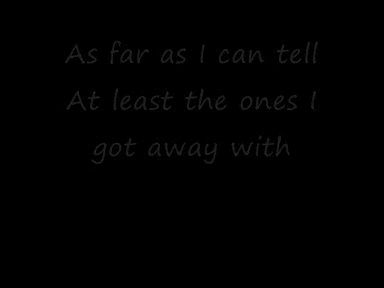 As far as I can tell
At least the ones I
got away with